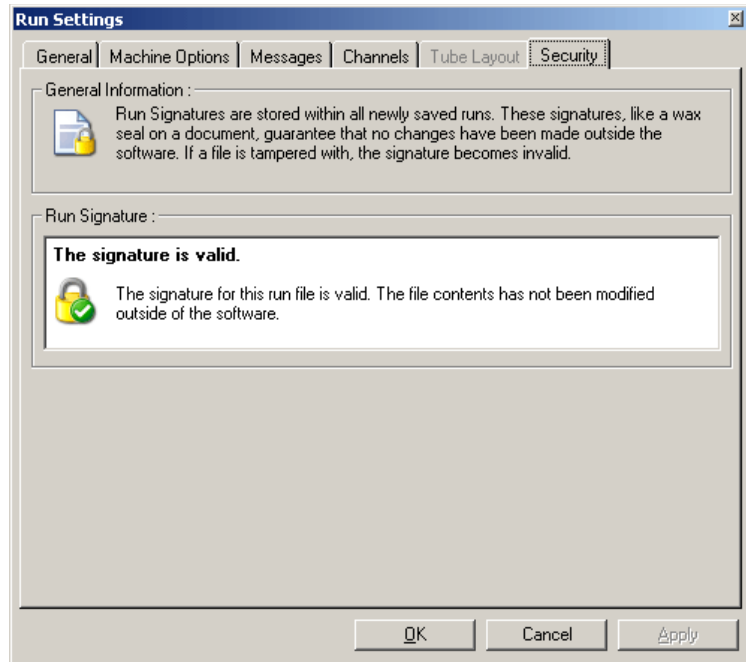 Run Settings
General Machine Options Messages Channels Tube Layout Security
General Information :
Run Signatures are stored within all newly saved runs. These signatures, like a wax
seal on a document, guarantee that no changes have been made outside the
software. If a file is tampered with, the signature becomes invalid.
Run Signature :
The signature is valid.
The signature for this run file is valid. The file contents has not been modified
outside of the software.
OK Cancel Apply